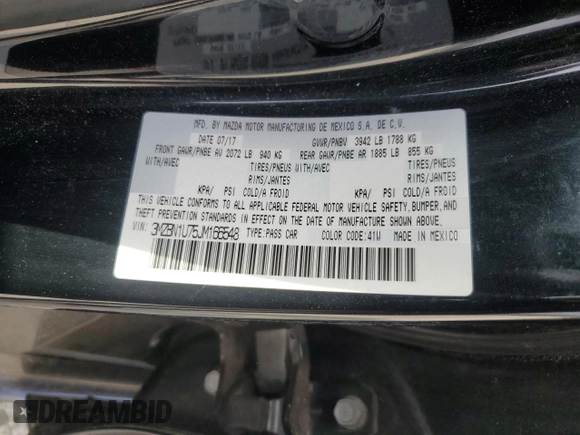 MFD. BY MAZDA MOTOR MANUFACTURING DE MEXICO S.A. DE C.V.
DATE 07/17 GVWR/PNBV 3942 LB 1788 KG
FRONT GAWR/PNBE AV 2072 LB 940 KG REAR GAWR/PNBE AR 1885 LB 855 KG
WITH/AVEC TIRES/PNEUS WITH/AVEC TIRES/PNEUS
RIMS/JANTES RIMS/JANTES
KPA/ PSI COLD/A FROID KPA/ PSI COLD/A FROID
THIS VEHICLE CONFORMS TO ALL APPLICABLE FEDERAL MOTOR VEHICLE SAFETY, BUMPER, AND
THEFT PREVENTION STANDARDS IN EFFECT ON THE DATE OF MANUFACTURE SHOWN ABOVE.
VIN: 3MZBN1U75JM166548 TYPE: PASS CAR COLOR CODE: 41W MADE IN MEXICO
DREAMBID